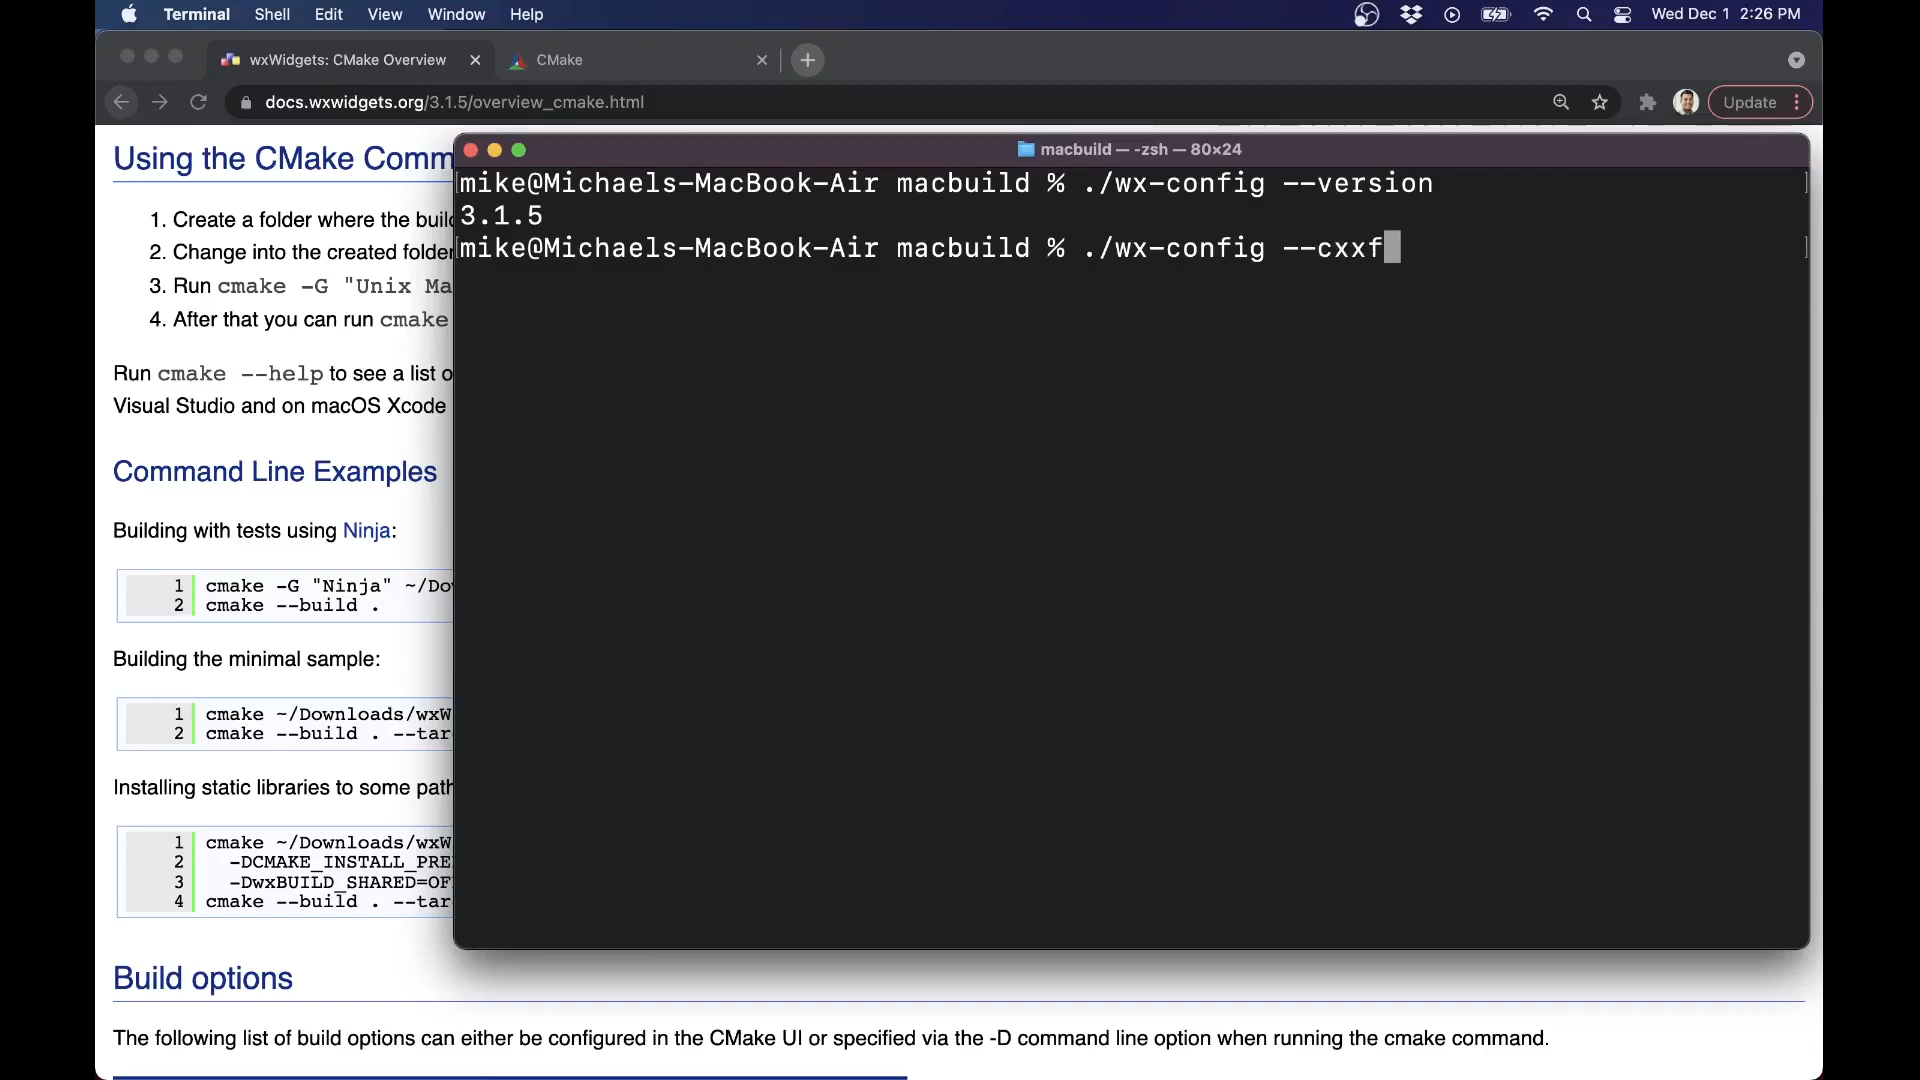 Terminal Shell Edit View Window Help Wed Dec 1 2:26 PM
wxWidgets: CMake Overview CMake
docs.wxwidgets.org/3.1.5/overview_cmake.html Update
macbuild — -zsh — 80×24
mike@Michaels-MacBook-Air macbuild % ./wx-config --version
3.1.5
mike@Michaels-MacBook-Air macbuild % ./wx-config --cxxf
Using the CMake Comm
1. Create a folder where the build
2. Change into the created folder
3. Run cmake -G "Unix Ma
4. After that you can run cmake
Run cmake --help to see a list o
Visual Studio and on macOS Xcode
Command Line Examples
Building with tests using Ninja:
1 cmake -G "Ninja" ~/Dow
2 cmake --build .
Building the minimal sample:
1 cmake ~/Downloads/wxW
2 cmake --build . --tar
Installing static libraries to some path
1 cmake ~/Downloads/wxW
2 -DCMAKE_INSTALL_PRE
3 -DwxBUILD_SHARED=OF
4 cmake --build . --tar
Build options
The following list of build options can either be configured in the CMake UI or specified via the -D command line option when running the cmake command.